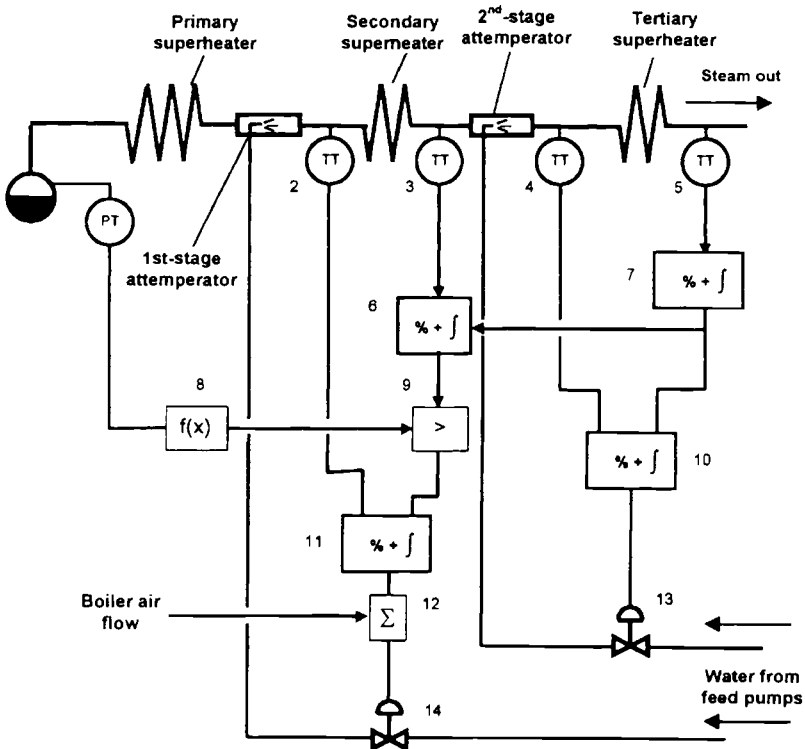 Primary
superheater
Secondary
superheater
2nd-stage
attemperator
Tertiary
superheater
Steam out
TT
TT
TT
TT
2
3
4
5
PT
1st-stage
attemperator
7
% + ∫
6
% + ∫
8
9
f(x)
>
% + ∫
10
11
% + ∫
Boiler air
flow
12
Σ
13
Water from
feed pumps
14